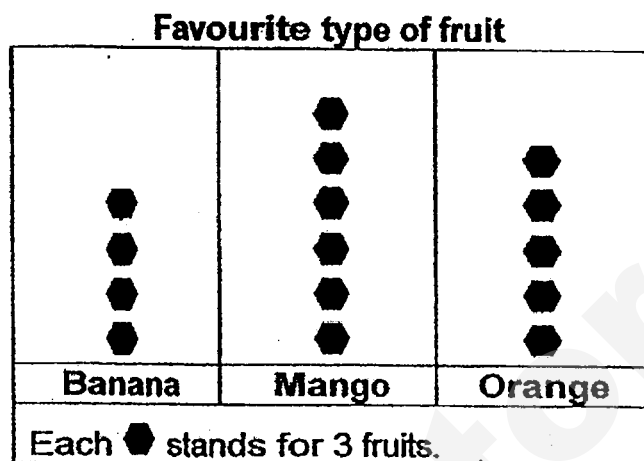 Favourite type of fruit
Banana Mango Orange
Each ⬢ stands for 3 fruits.